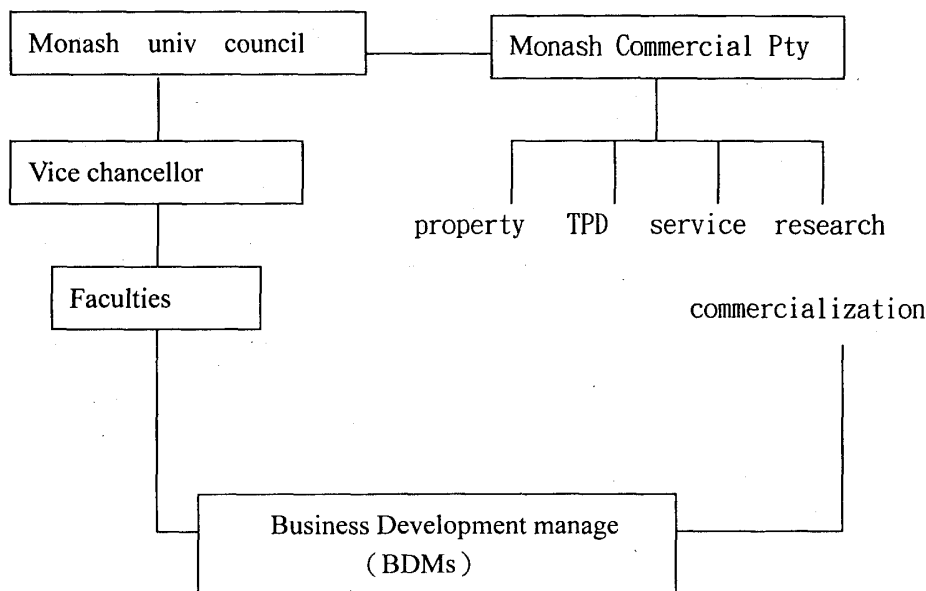 Monash univ council
Monash Commercial Pty
Vice chancellor
property TPD service research
Faculties
commercialization
Business Development manage
（BDMs）